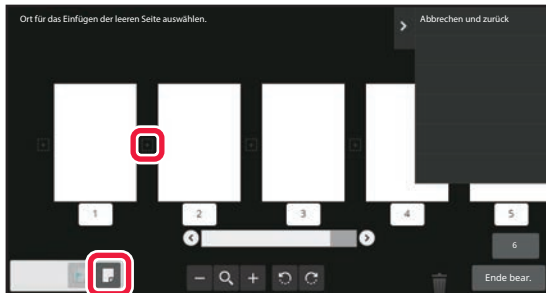 Ort für das Einfügen der leeren Seite auswählen.
Abbrechen und zurück
1
2
3
4
5
6
Ende bear.